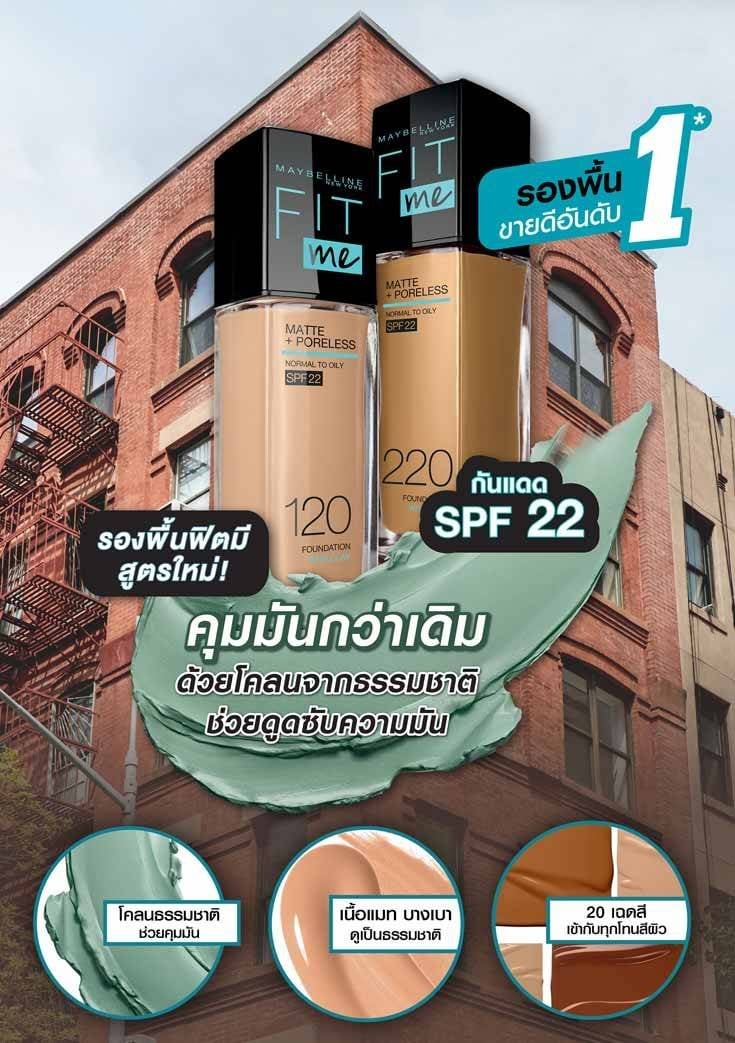 MAYBELLINE
NEW YORK
FIT
me
MATTE
+ PORELESS
NORMAL TO OILY
SPF 22
120
FOUNDATION
MAYBELLINE
NEW YORK
FIT
me
MATTE
+ PORELESS
NORMAL TO OILY
SPF 22
220
รองพื้น
ขายดีอันดับ 1*
กันแดด
SPF 22
รองพื้นฟิตมี
สูตรใหม่!
คุมมันกว่าเดิม
ด้วยโคลนจากธรรมชาติ
ช่วยดูดซับความมัน
โคลนธรรมชาติ
ช่วยคุมมัน
เนื้อแมท บางเบา
ดูเป็นธรรมชาติ
20 เฉดสี
เข้ากับทุกโทนสีผิว